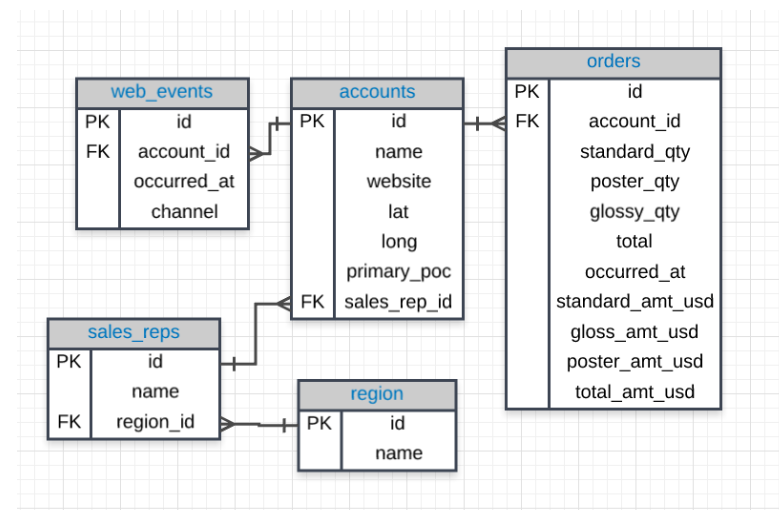 web_events
PK id
FK account_id
occurred_at
channel
accounts
PK id
name
website
lat
long
primary_poc
FK sales_rep_id
orders
PK id
FK account_id
standard_qty
poster_qty
glossy_qty
total
occurred_at
standard_amt_usd
gloss_amt_usd
poster_amt_usd
total_amt_usd
sales_reps
PK id
name
FK region_id
region
PK id
name